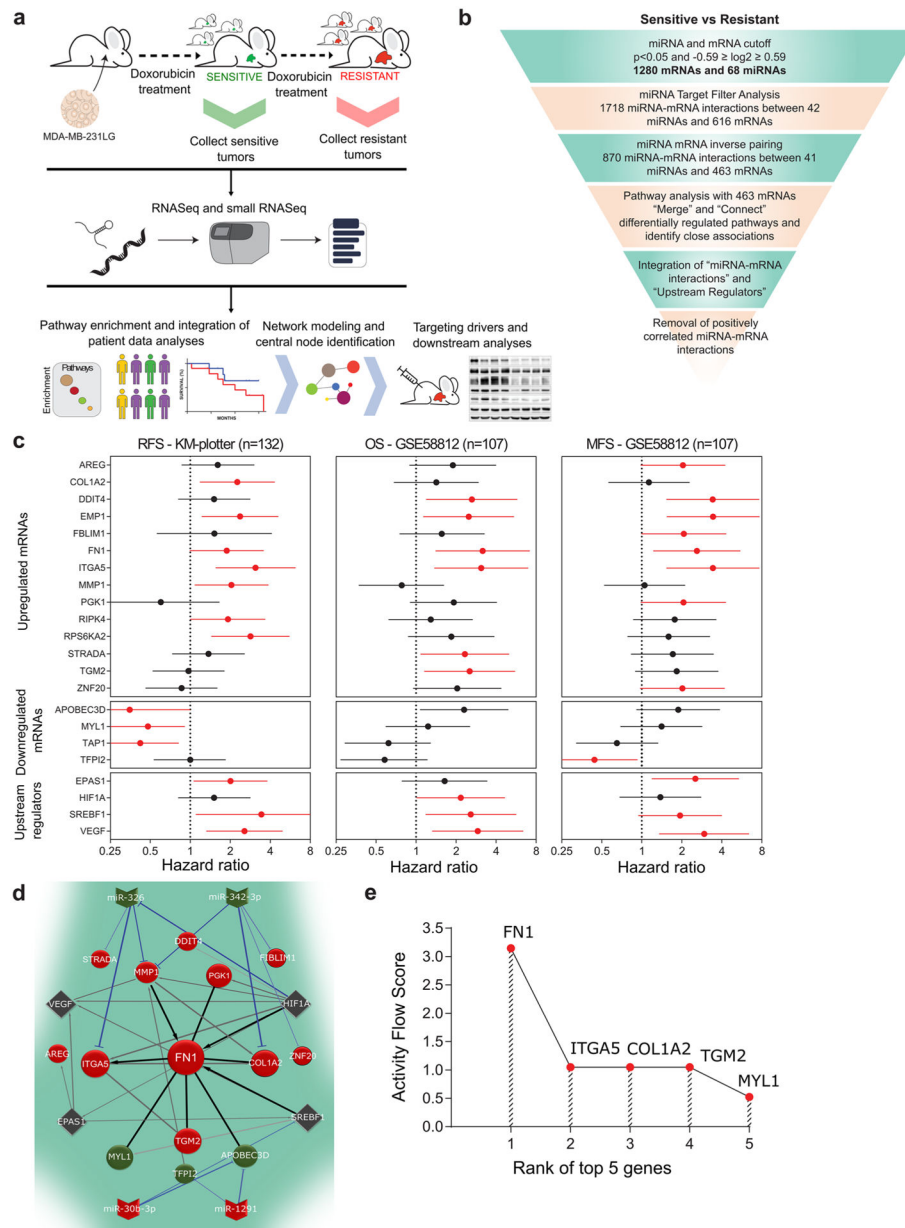 a
Doxorubicin
treatment
SENSITIVE
Doxorubicin
treatment
RESISTANT
MDA-MB-231LG
Collect sensitive
tumors
Collect resistant
tumors
RNASeq and small RNASeq
Pathway enrichment and integration of
patient data analyses
Network modeling and
central node identification
Targeting drivers and
downstream analyses
Enrichment
Pathways
SURVIVAL (%)
MONTHS
b
Sensitive vs Resistant
miRNA and mRNA cutoff
p<0.05 and -0.59 ≥ log2 ≥ 0.59
1280 mRNAs and 68 miRNAs
miRNA Target Filter Analysis
1718 miRNA-mRNA interactions between 42
miRNAs and 616 mRNAs
miRNA mRNA inverse pairing
870 miRNA-mRNA interactions between 41
miRNAs and 463 mRNAs
Pathway analysis with 463 mRNAs
“Merge” and “Connect”
differentially regulated pathways and
identify close associations
Integration of “miRNA-mRNA
interactions” and
“Upstream Regulators”
Removal of positively
correlated miRNA-mRNA
interactions
c
RFS - KM-plotter (n=132)
OS - GSE58812 (n=107)
MFS - GSE58812 (n=107)
Upregulated mRNAs
AREG
COL1A2
DDIT4
EMP1
FBLIM1
FN1
ITGA5
MMP1
PGK1
RIPK4
RPS6KA2
STRADA
TGM2
ZNF20
Downregulated
mRNAs
APOBEC3D
MYL1
TAP1
TFPI2
Upstream
regulators
EPAS1
HIF1A
SREBF1
VEGF
0.25 0.5 1 2 4 8
Hazard ratio
0.25 0.5 1 2 4 8
Hazard ratio
0.25 0.5 1 2 4 8
Hazard ratio
d
miR-326
miR-342-3p
DDIT4
STRADA
FIBLIM1
MMP1
PGK1
VEGF
HIF1A
AREG
ITGA5
FN1
COL1A2
ZNF20
EPAS1
SREBF1
TGM2
MYL1
APOBEC3D
TFPI2
miR-30b-3p
miR-1291
e
Activity Flow Score
3.5
3.0
2.5
2.0
1.5
1.0
0.5
0.0
FN1
ITGA5 COL1A2
TGM2
MYL1
1 2 3 4 5
Rank of top 5 genes